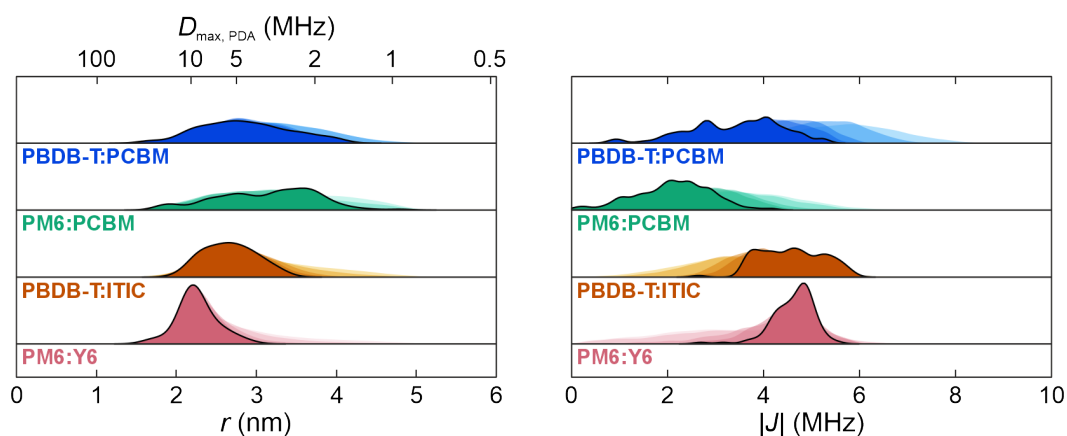 D_max, PDA (MHz)
100 10 5 2 1 0.5
PBDB-T:PCBM
PM6:PCBM
PBDB-T:ITIC
PM6:Y6
0 1 2 3 4 5 6
r (nm)
PBDB-T:PCBM
PM6:PCBM
PBDB-T:ITIC
PM6:Y6
0 2 4 6 8 10
|J| (MHz)